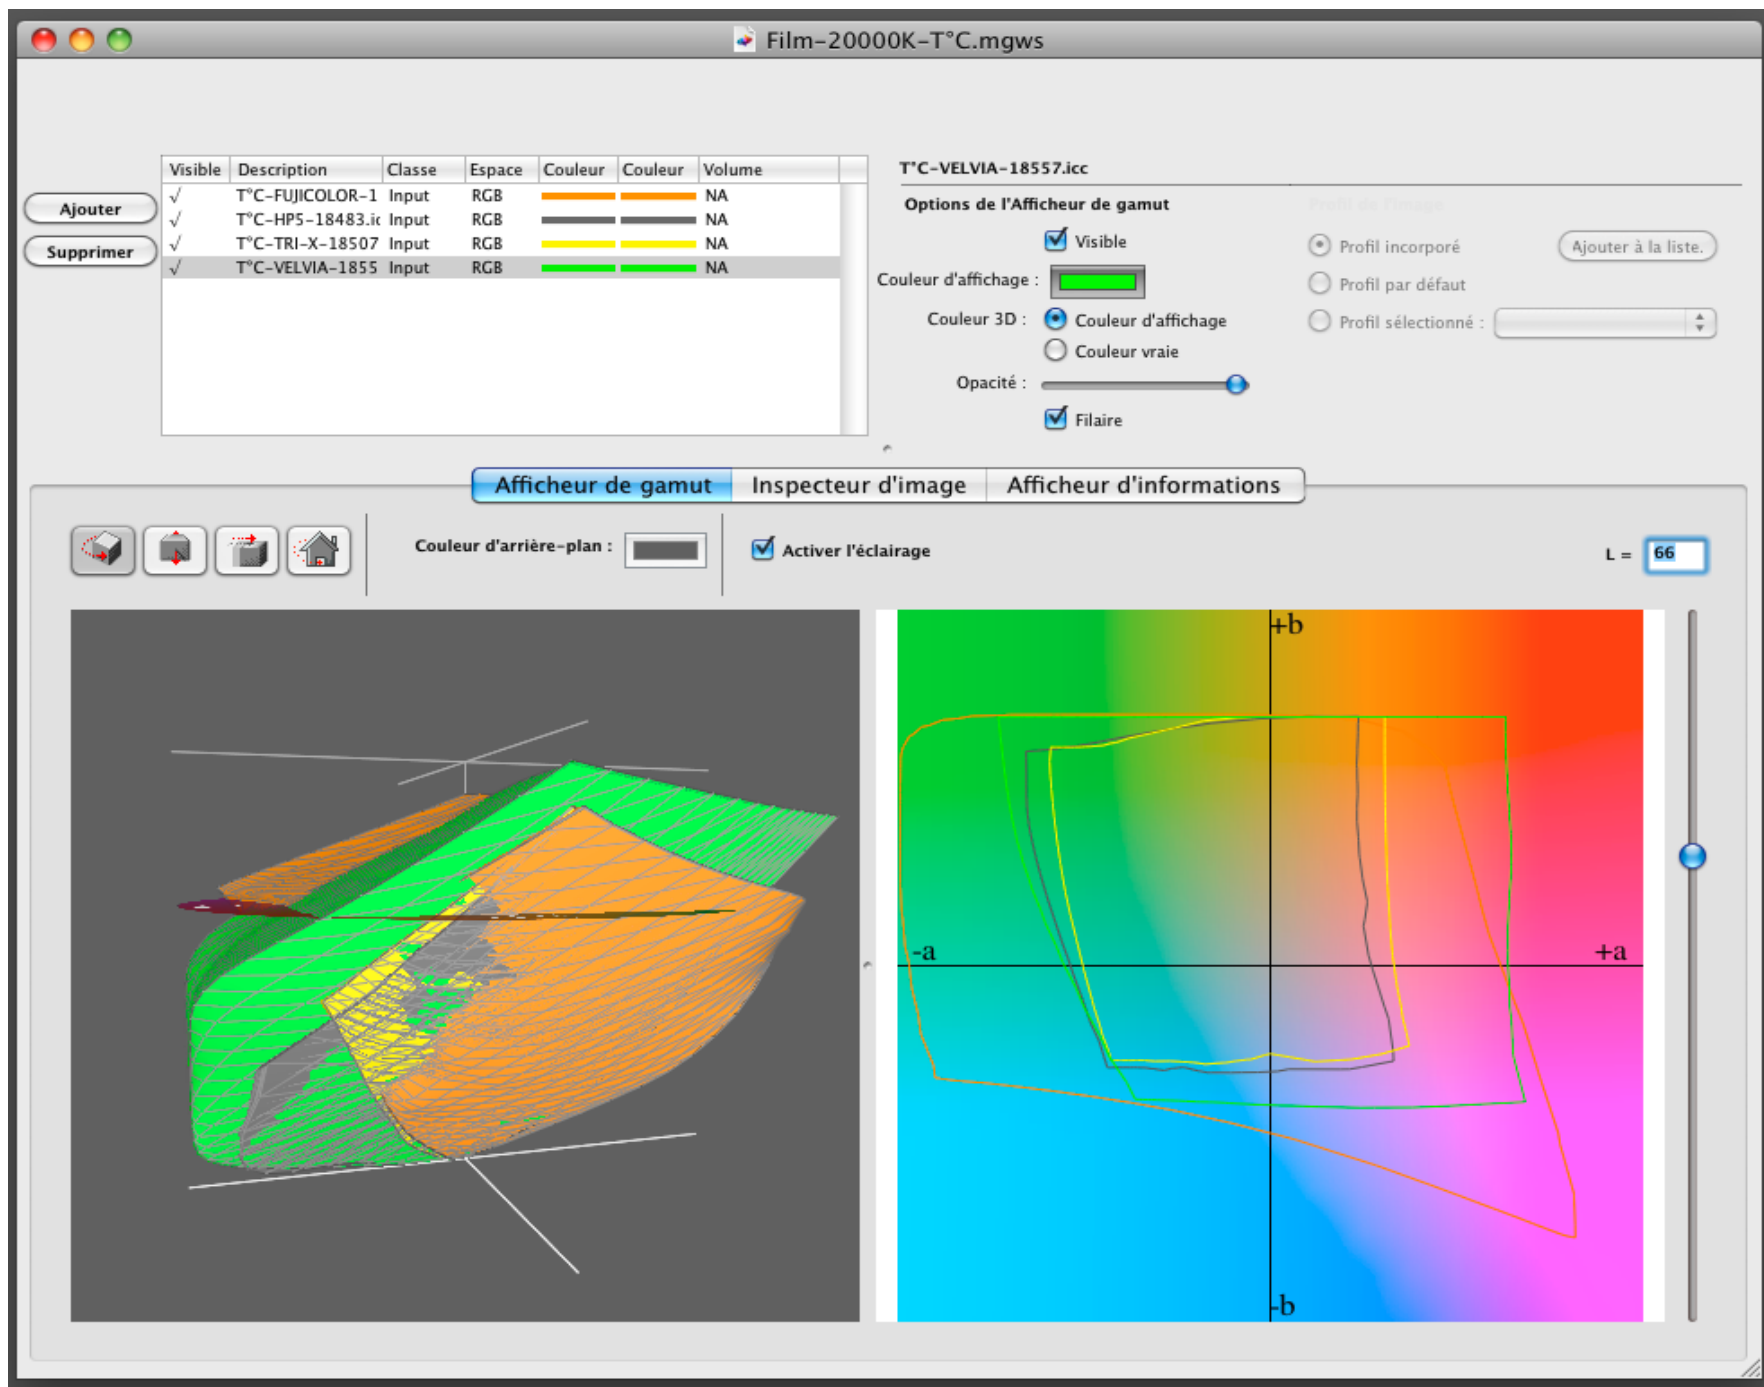 Film-20000K-T°C.mgws
Ajouter
Supprimer
Visible Description Classe Espace Couleur Couleur Volume
√ T°C-FUJICOLOR-1 Input RGB NA
√ T°C-HP5-18483.ic Input RGB NA
√ T°C-TRI-X-18507 Input RGB NA
√ T°C-VELVIA-1855 Input RGB NA
T°C-VELVIA-18557.icc
Options de l'Afficheur de gamut
Visible
Couleur d'affichage :
Couleur 3D : Couleur d'affichage
Couleur vraie
Opacité :
Filaire
Profil de l'image
Profil incorporé Ajouter à la liste.
Profil par défaut
Profil sélectionné :
Afficheur de gamut Inspecteur d'image Afficheur d'informations
Couleur d'arrière-plan : Activer l'éclairage L = 66
+b
-a +a
-b